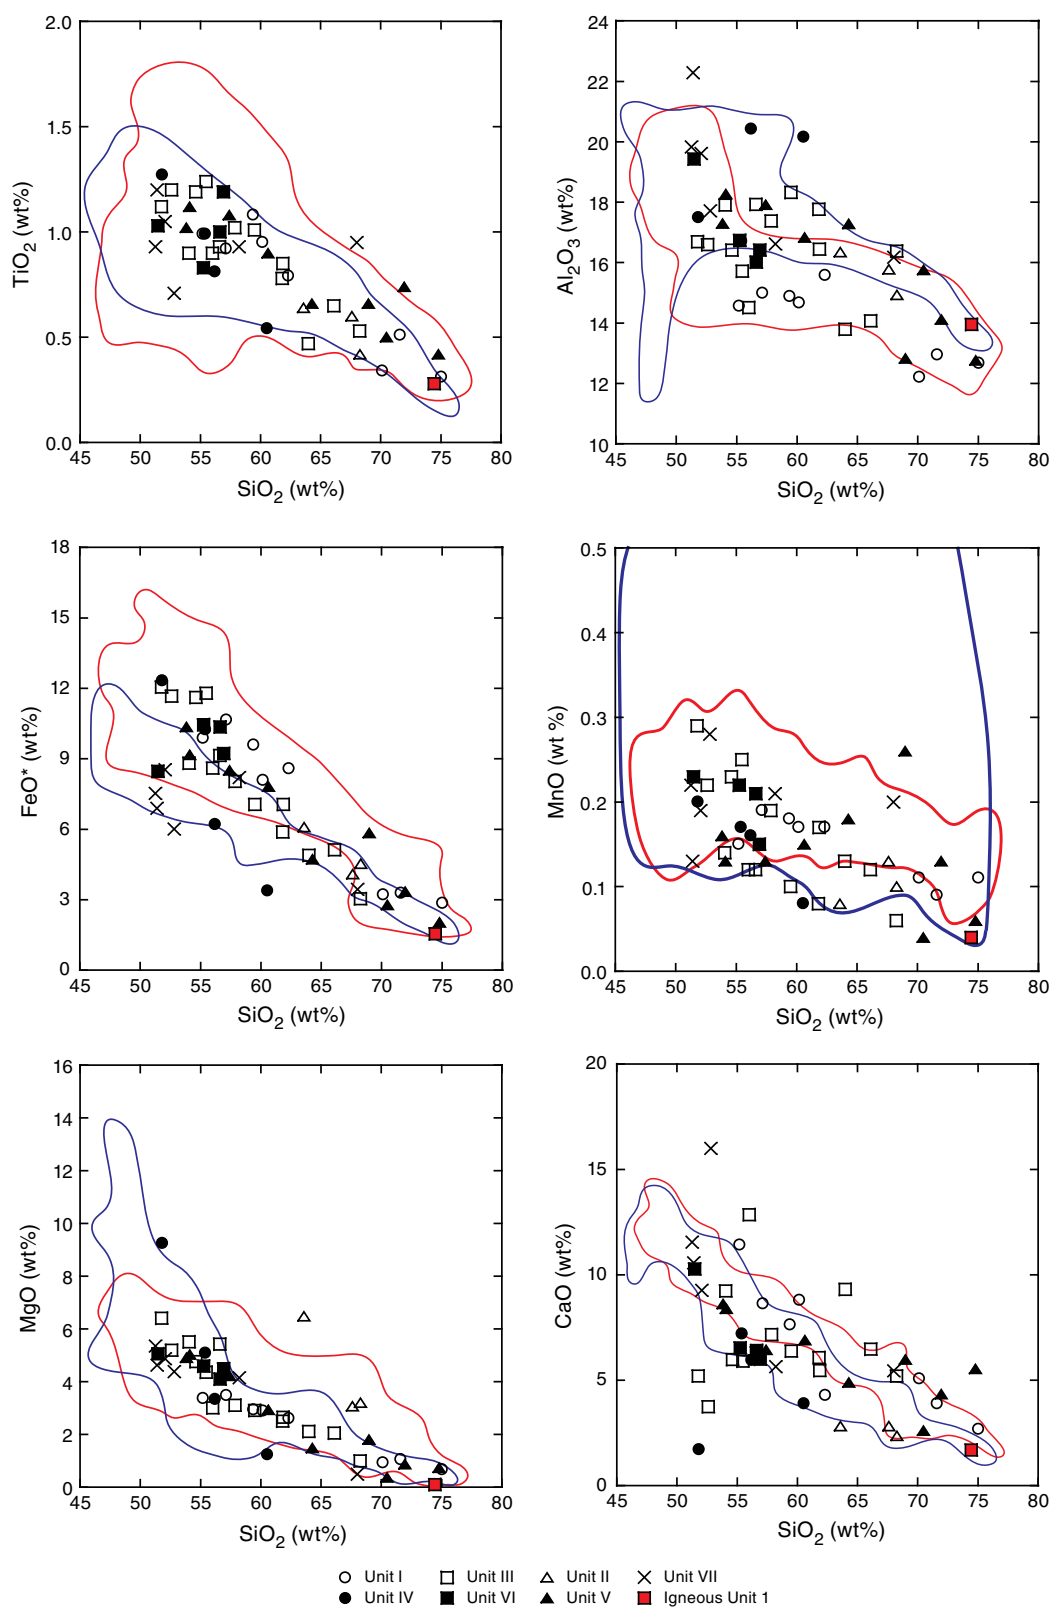 2.0
1.5
1.0
0.5
0.0
TiO2 (wt%)
45 50 55 60 65 70 75 80
SiO2 (wt%)
24
22
20
18
16
14
12
10
Al2O3 (wt%)
45 50 55 60 65 70 75 80
SiO2 (wt%)
18
15
12
9
6
3
0
FeO* (wt%)
45 50 55 60 65 70 75 80
SiO2 (wt%)
0.5
0.4
0.3
0.2
0.1
0.0
MnO (wt %)
45 50 55 60 65 70 75 80
SiO2 (wt%)
16
14
12
10
8
6
4
2
0
MgO (wt%)
45 50 55 60 65 70 75 80
SiO2 (wt%)
20
15
10
5
0
CaO (wt%)
45 50 55 60 65 70 75 80
SiO2 (wt%)
Unit I Unit III Unit II Unit VII
Unit IV Unit VI Unit V Igneous Unit 1